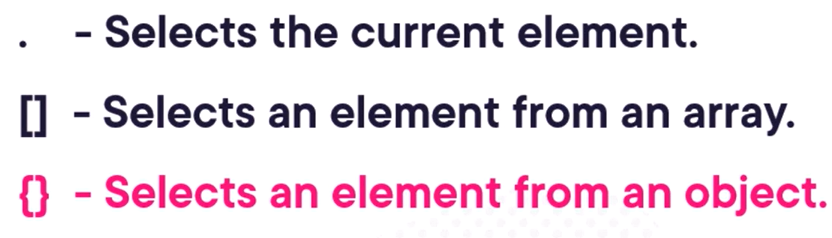 . - Selects the current element.
[] - Selects an element from an array.
{} - Selects an element from an object.